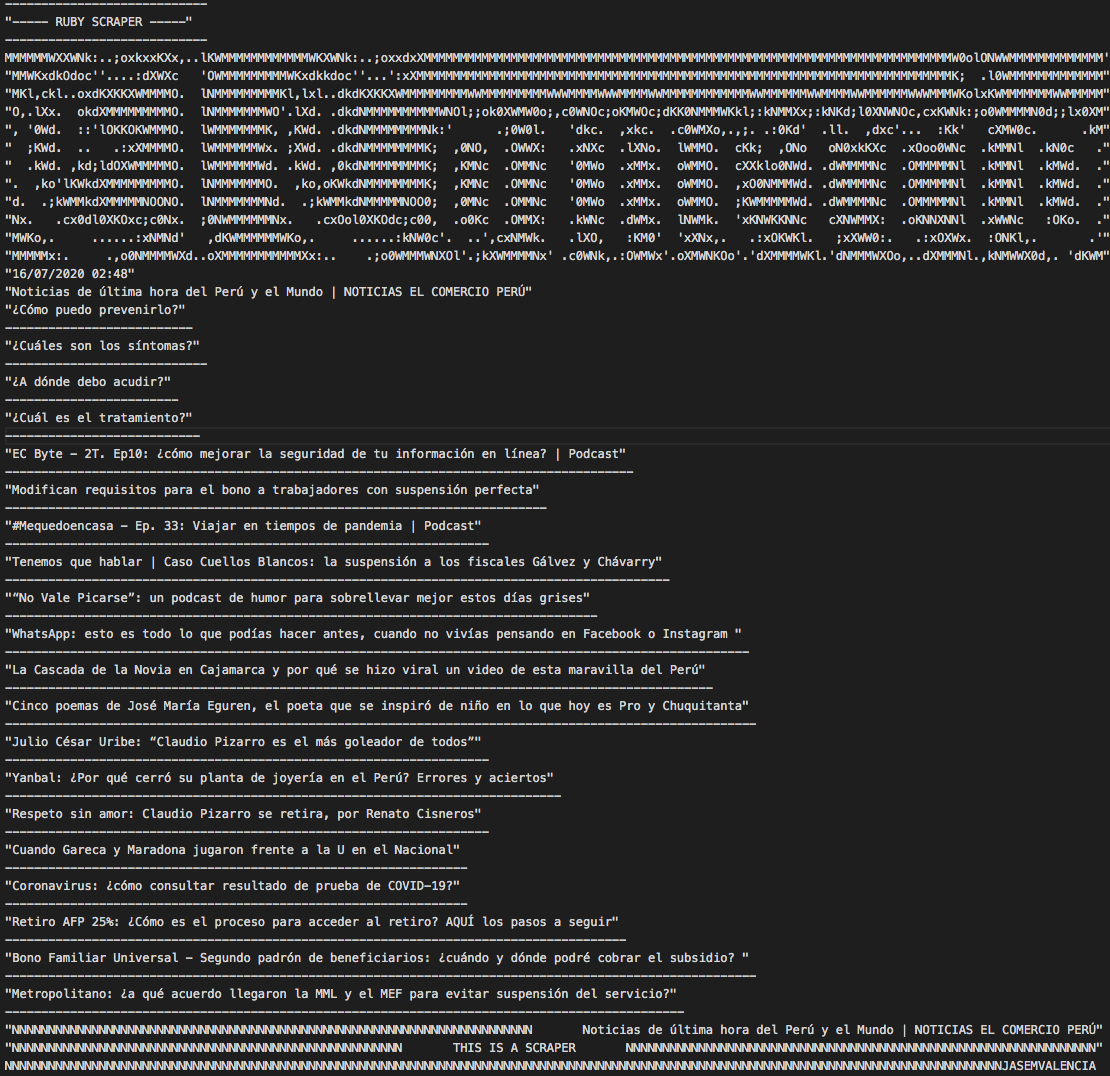 "----- RUBY SCRAPER -----"
"16/07/2020 02:48"
"Noticias de última hora del Perú y el Mundo | NOTICIAS EL COMERCIO PERÚ"
"¿Cómo puedo prevenirlo?"
"¿Cuáles son los síntomas?"
"¿A dónde debo acudir?"
"¿Cuál es el tratamiento?"
"EC Byte - 2T. Ep10: ¿cómo mejorar la seguridad de tu información en línea? | Podcast"
"Modifican requisitos para el bono a trabajadores con suspensión perfecta"
"#Mequedoencasa - Ep. 33: Viajar en tiempos de pandemia | Podcast"
"Tenemos que hablar | Caso Cuellos Blancos: la suspensión a los fiscales Gálvez y Chávarry"
"“No Vale Picarse”: un podcast de humor para sobrellevar mejor estos días grises"
"WhatsApp: esto es todo lo que podías hacer antes, cuando no vivías pensando en Facebook o Instagram "
"La Cascada de la Novia en Cajamarca y por qué se hizo viral un video de esta maravilla del Perú"
"Cinco poemas de José María Eguren, el poeta que se inspiró de niño en lo que hoy es Pro y Chuquitanta"
"Julio César Uribe: “Claudio Pizarro es el más goleador de todos”"
"Yanbal: ¿Por qué cerró su planta de joyería en el Perú? Errores y aciertos"
"Respeto sin amor: Claudio Pizarro se retira, por Renato Cisneros"
"Cuando Gareca y Maradona jugaron frente a la U en el Nacional"
"Coronavirus: ¿cómo consultar resultado de prueba de COVID-19?"
"Retiro AFP 25%: ¿Cómo es el proceso para acceder al retiro? AQUÍ los pasos a seguir"
"Bono Familiar Universal - Segundo padrón de beneficiarios: ¿cuándo y dónde podré cobrar el subsidio? "
"Metropolitano: ¿a qué acuerdo llegaron la MML y el MEF para evitar suspensión del servicio?"
Noticias de última hora del Perú y el Mundo | NOTICIAS EL COMERCIO PERÚ"
THIS IS A SCRAPER
JASEMVALENCIA